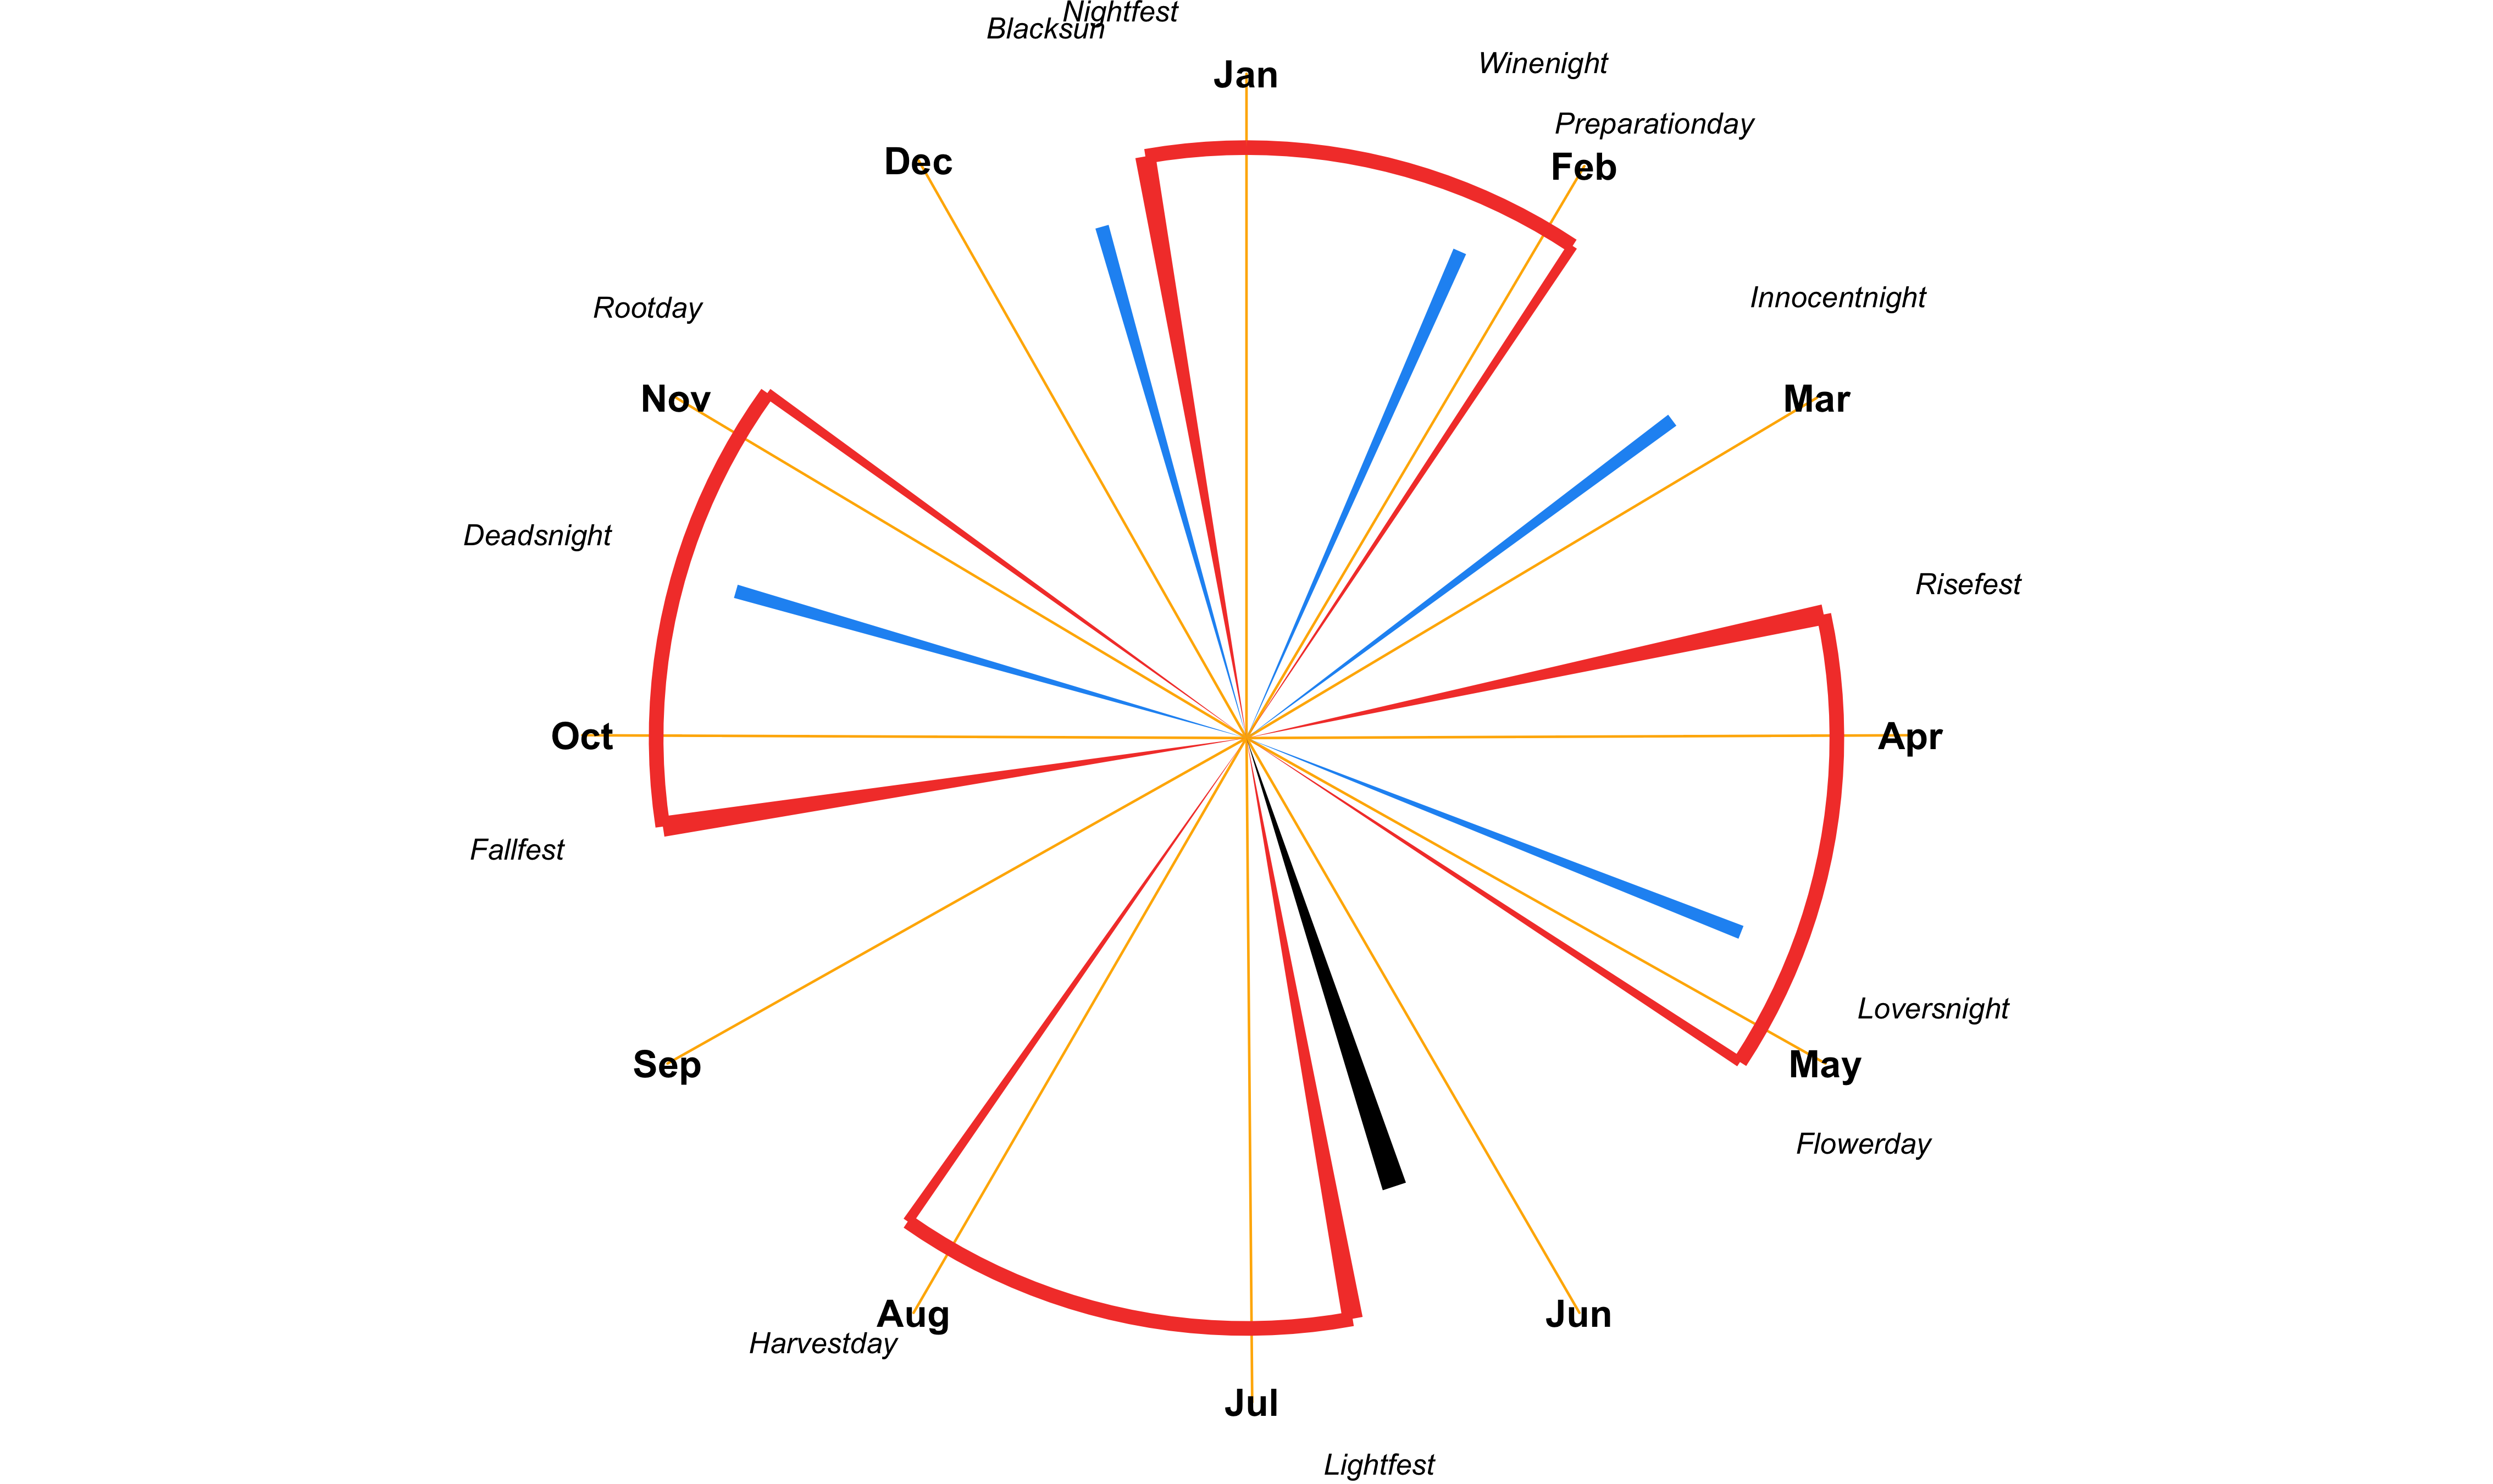 Nightfest
Blacksun
Winenight
Jan
Preparationday
Dec
Feb
Innocentnight
Rootday
Nov
Mar
Deadsnight
Risefest
Oct
Apr
Fallfest
Loversnight
Sep
May
Flowerday
Aug
Jun
Harvestday
Jul
Lightfest